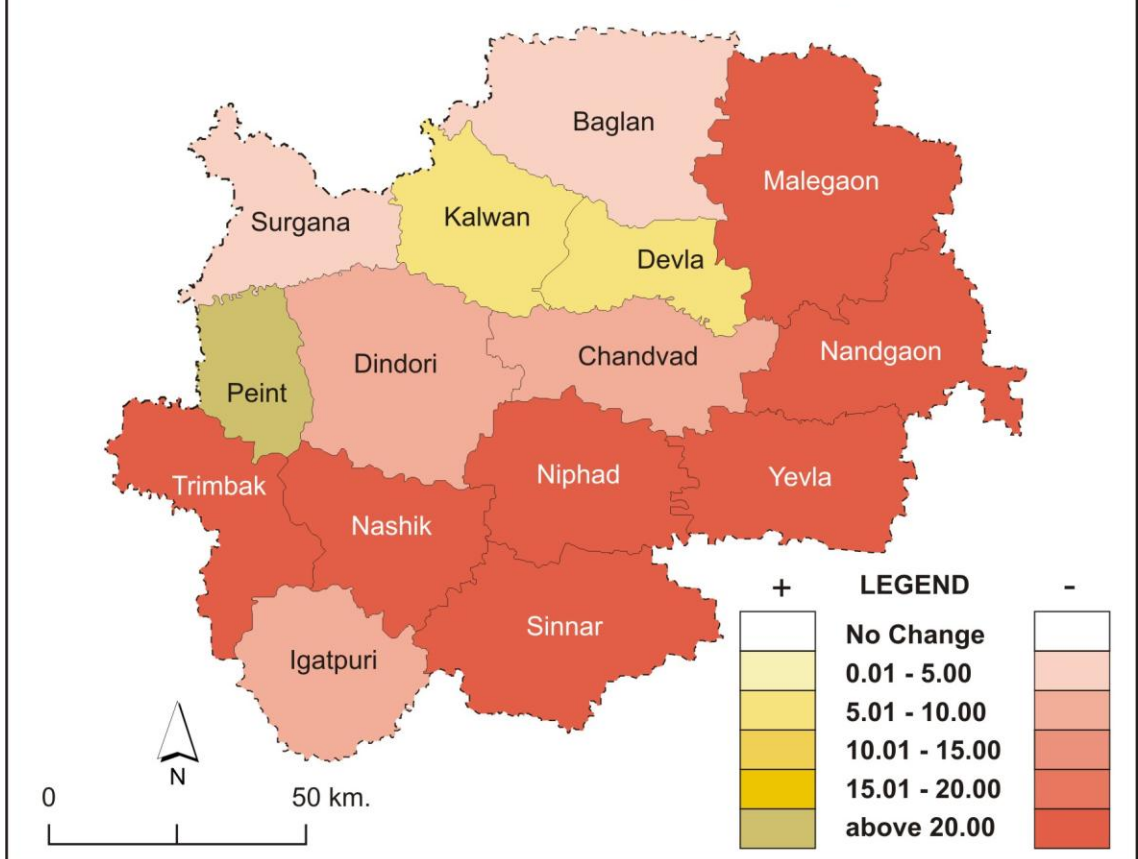 Baglan
Malegaon
Surgana
Kalwan
Devla
Dindori
Chandvad
Nandgaon
Peint
Trimbak
Niphad
Yevla
Nashik
Sinnar
Igatpuri
N
0 50 km.
+ LEGEND -
No Change
0.01 - 5.00
5.01 - 10.00
10.01 - 15.00
15.01 - 20.00
above 20.00